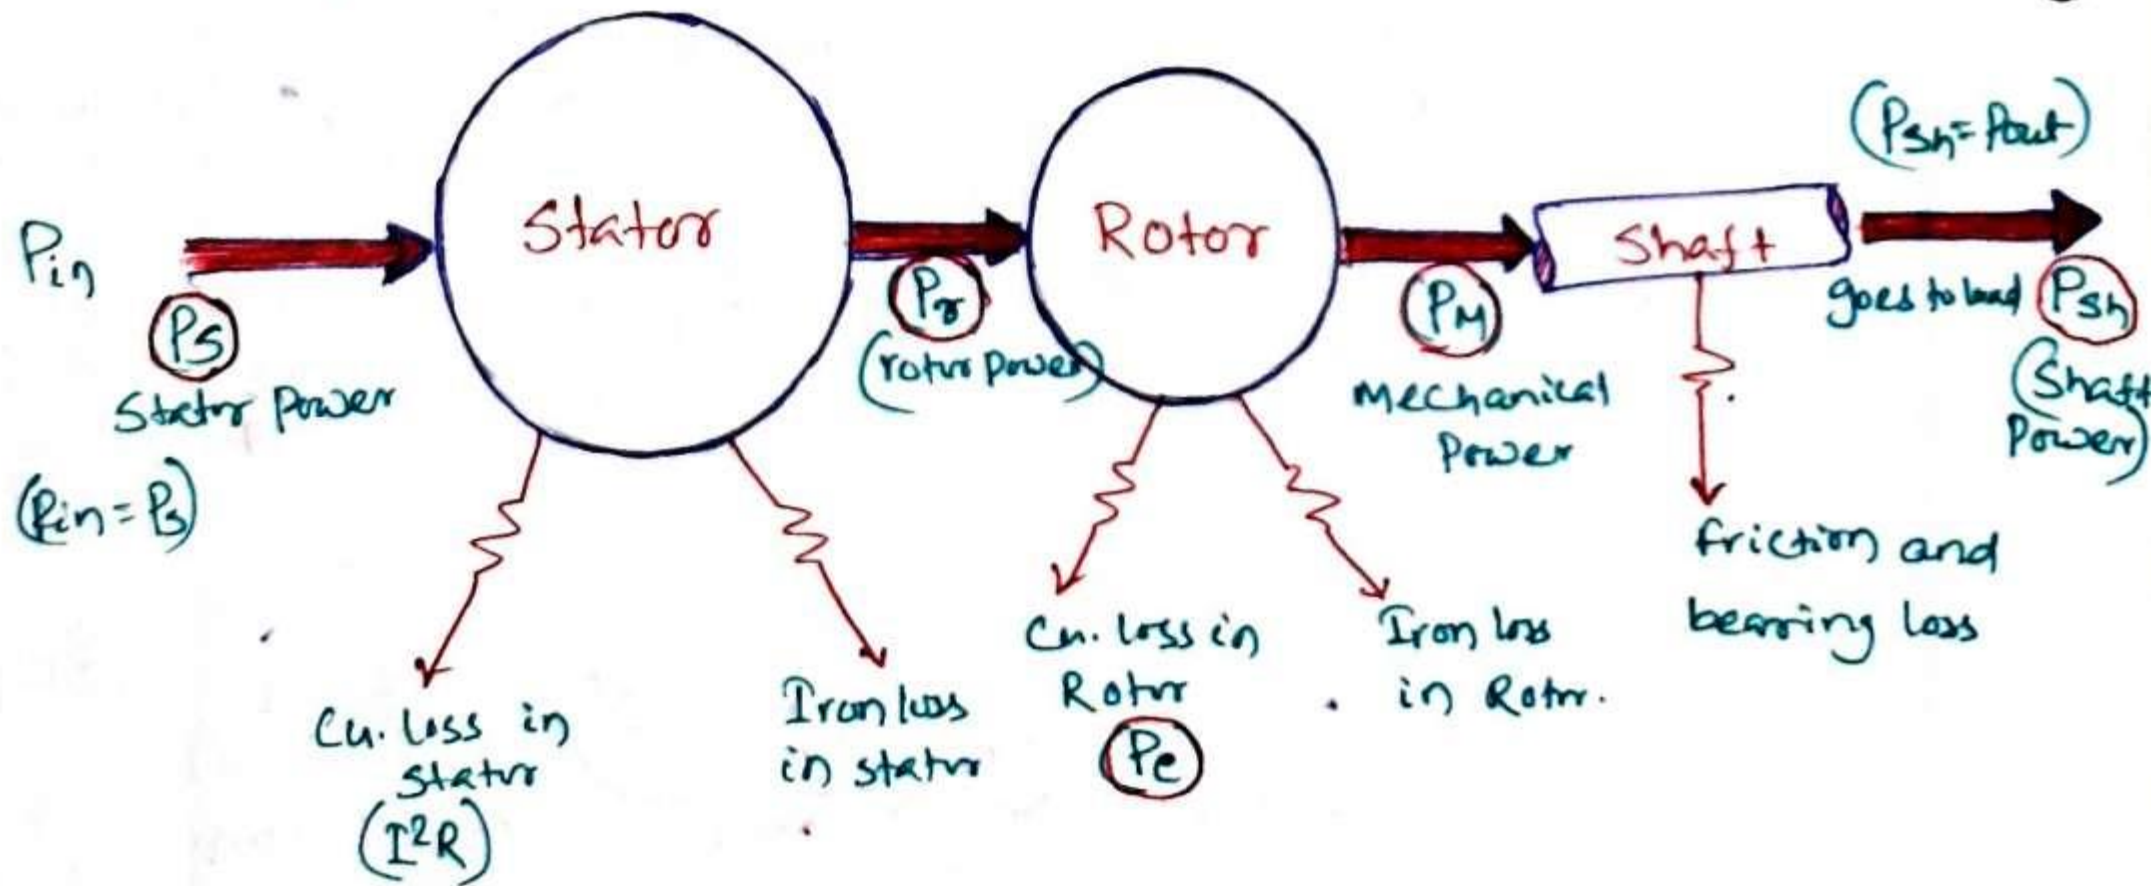 Stator
Rotor
Shaft
(Psh = Pout)
Pin
Ps
Stator power
(Pin = Ps)
Pr
(rotor power)
PM
Mechanical
Power
goes to load
Psh
(Shaft
Power)
Cu. loss in
stator
(I²R)
Iron loss
in stator
Cu. loss in
Rotor
Pc
Iron loss
in Rotor.
friction and
bearing loss